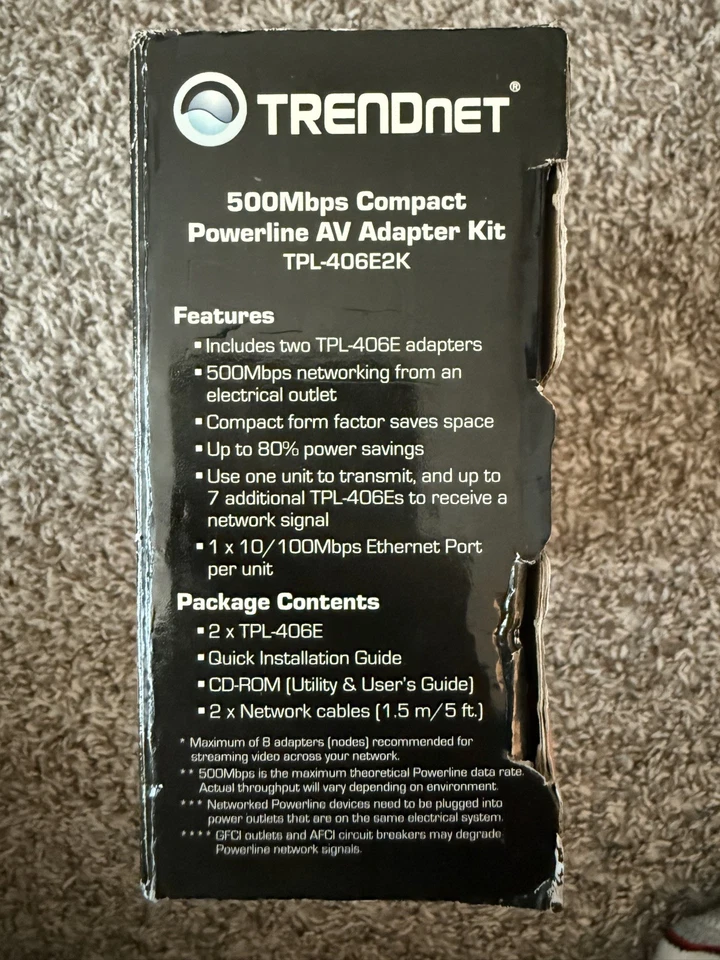 TRENDNET®
500Mbps Compact
Powerline AV Adapter Kit
TPL-406E2K
Features
▪ Includes two TPL-406E adapters
▪ 500Mbps networking from an
electrical outlet
▪ Compact form factor saves space
▪ Up to 80% power savings
▪ Use one unit to transmit, and up to
7 additional TPL-406Es to receive a
network signal
▪ 1 x 10/100Mbps Ethernet Port
per unit
Package Contents
▪ 2 x TPL-406E
▪ Quick Installation Guide
▪ CD-ROM (Utility & User's Guide)
▪ 2 x Network cables (1.5 m/5 ft.)
* Maximum of 8 adapters (nodes) recommended for
streaming video across your network.
** 500Mbps is the maximum theoretical Powerline data rate.
Actual throughput will vary depending on environment.
*** Networked Powerline devices need to be plugged into
power outlets that are on the same electrical system.
**** GFCI outlets and AFCI circuit breakers may degrade
Powerline network signals.